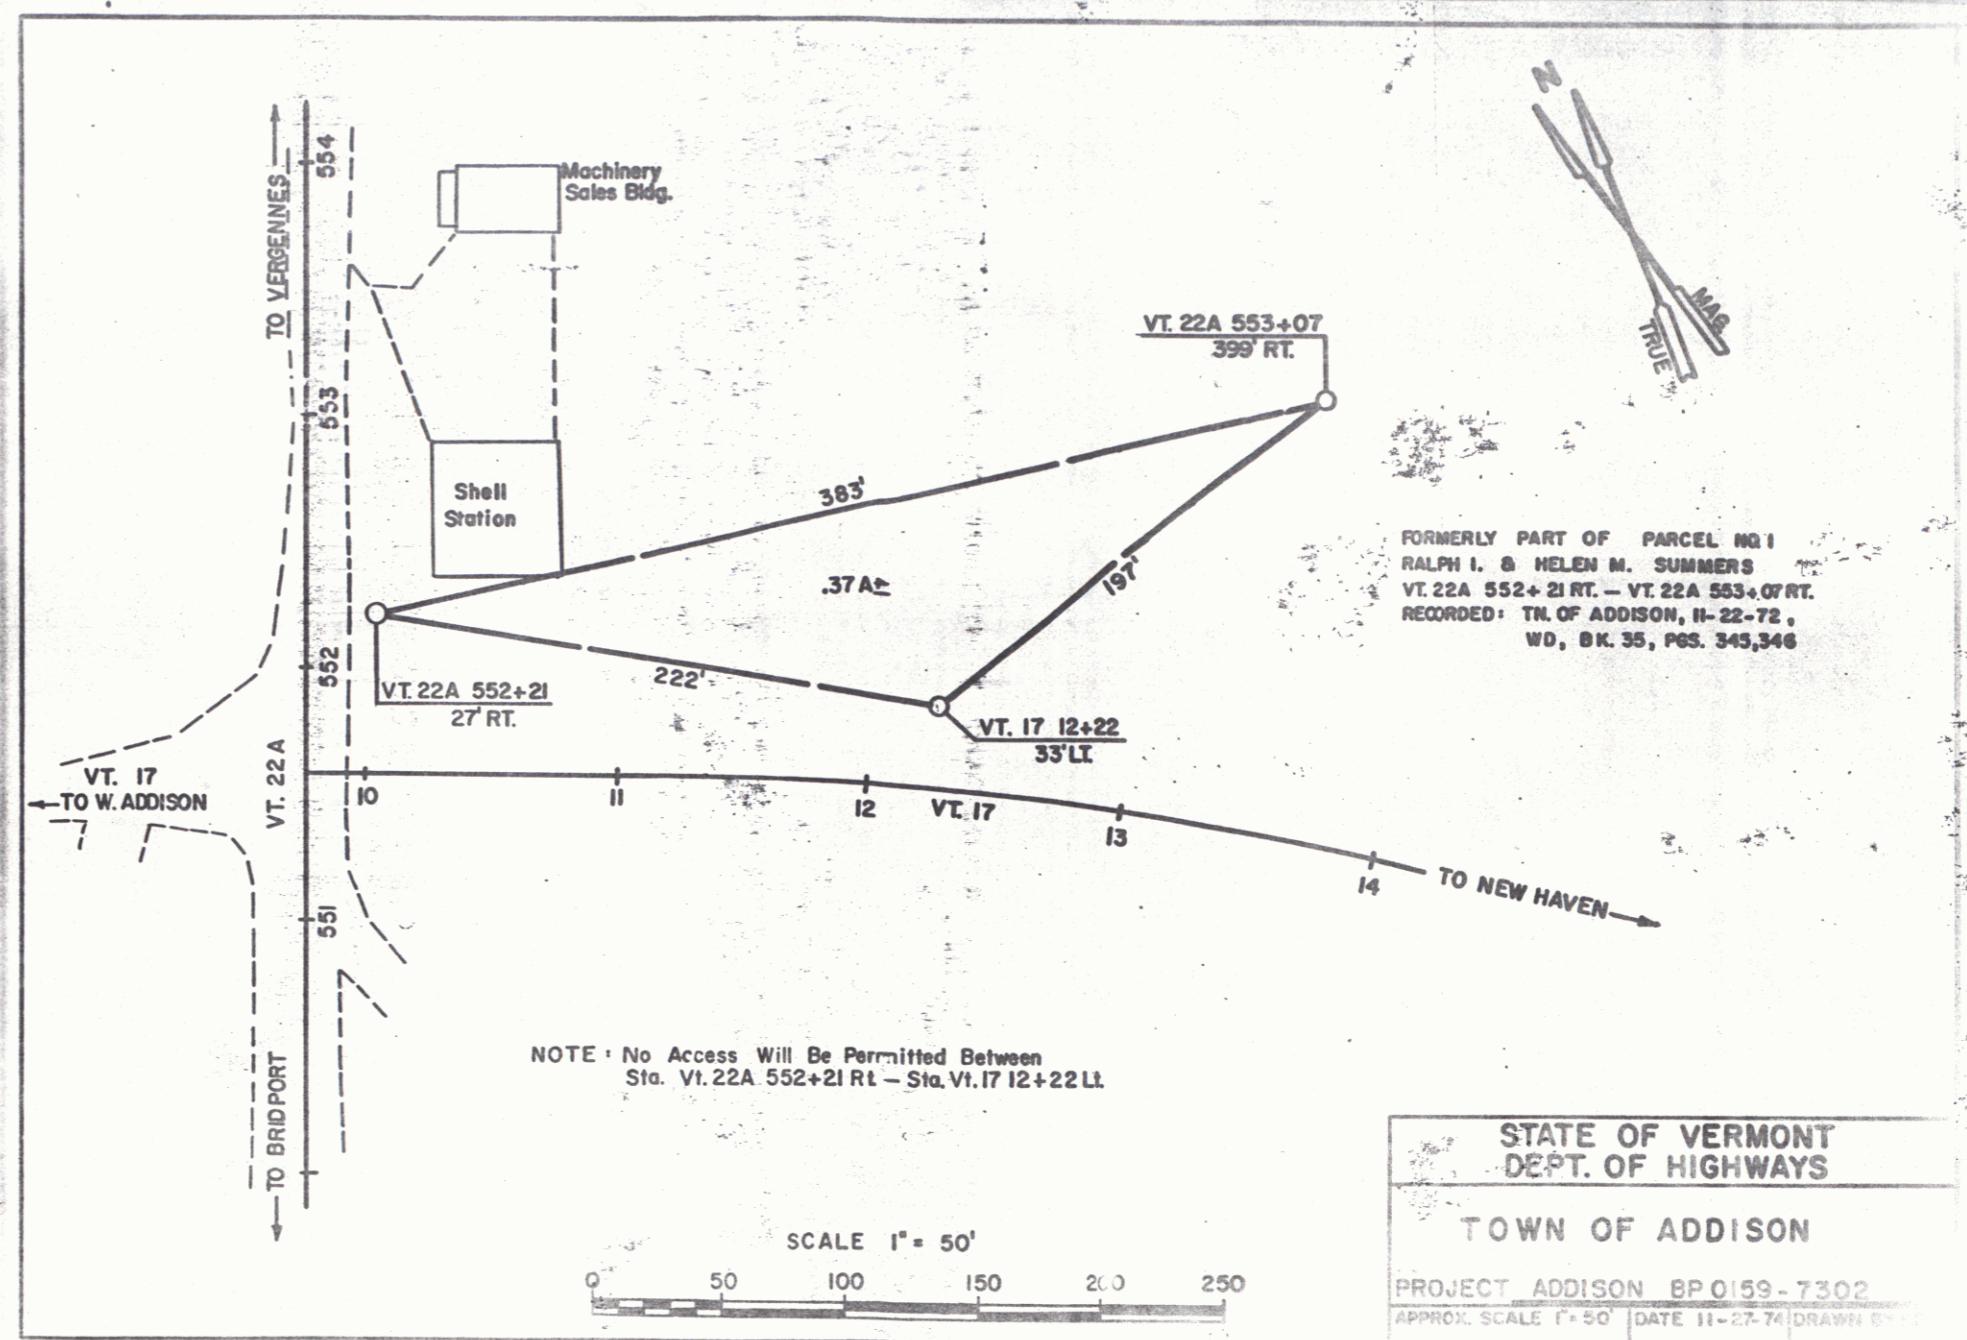 N
MAG.
TRUE
TO VERGENNES
554
553
552
551
Machinery
Sales Bldg.
VT. 22A 553+07
399' RT.
Shell
Station
383'
.37A±
197'
222'
FORMERLY PART OF PARCEL NO. 1
RALPH I. & HELEN M. SUMMERS
VT. 22A 552+21 RT. — VT. 22A 553+07 RT.
RECORDED: TN. OF ADDISON, 11-22-72,
WD, BK. 35, PGS. 345,346
VT. 22A 552+21
27' RT.
VT. 17 12+22
33' LT.
VT. 17
TO W. ADDISON
VT. 22A
10
11
12
VT. 17
13
14
TO NEW HAVEN
TO BRIDPORT
NOTE: No Access Will Be Permitted Between
Sta. Vt. 22A 552+21 Rt. — Sta. Vt. 17 12+22 Lt.
SCALE 1" = 50'
0 50 100 150 200 250
STATE OF VERMONT
DEPT. OF HIGHWAYS
TOWN OF ADDISON
PROJECT ADDISON BP 0159-7302
APPROX. SCALE 1"=50' DATE 11-27-74 DRAWN BY